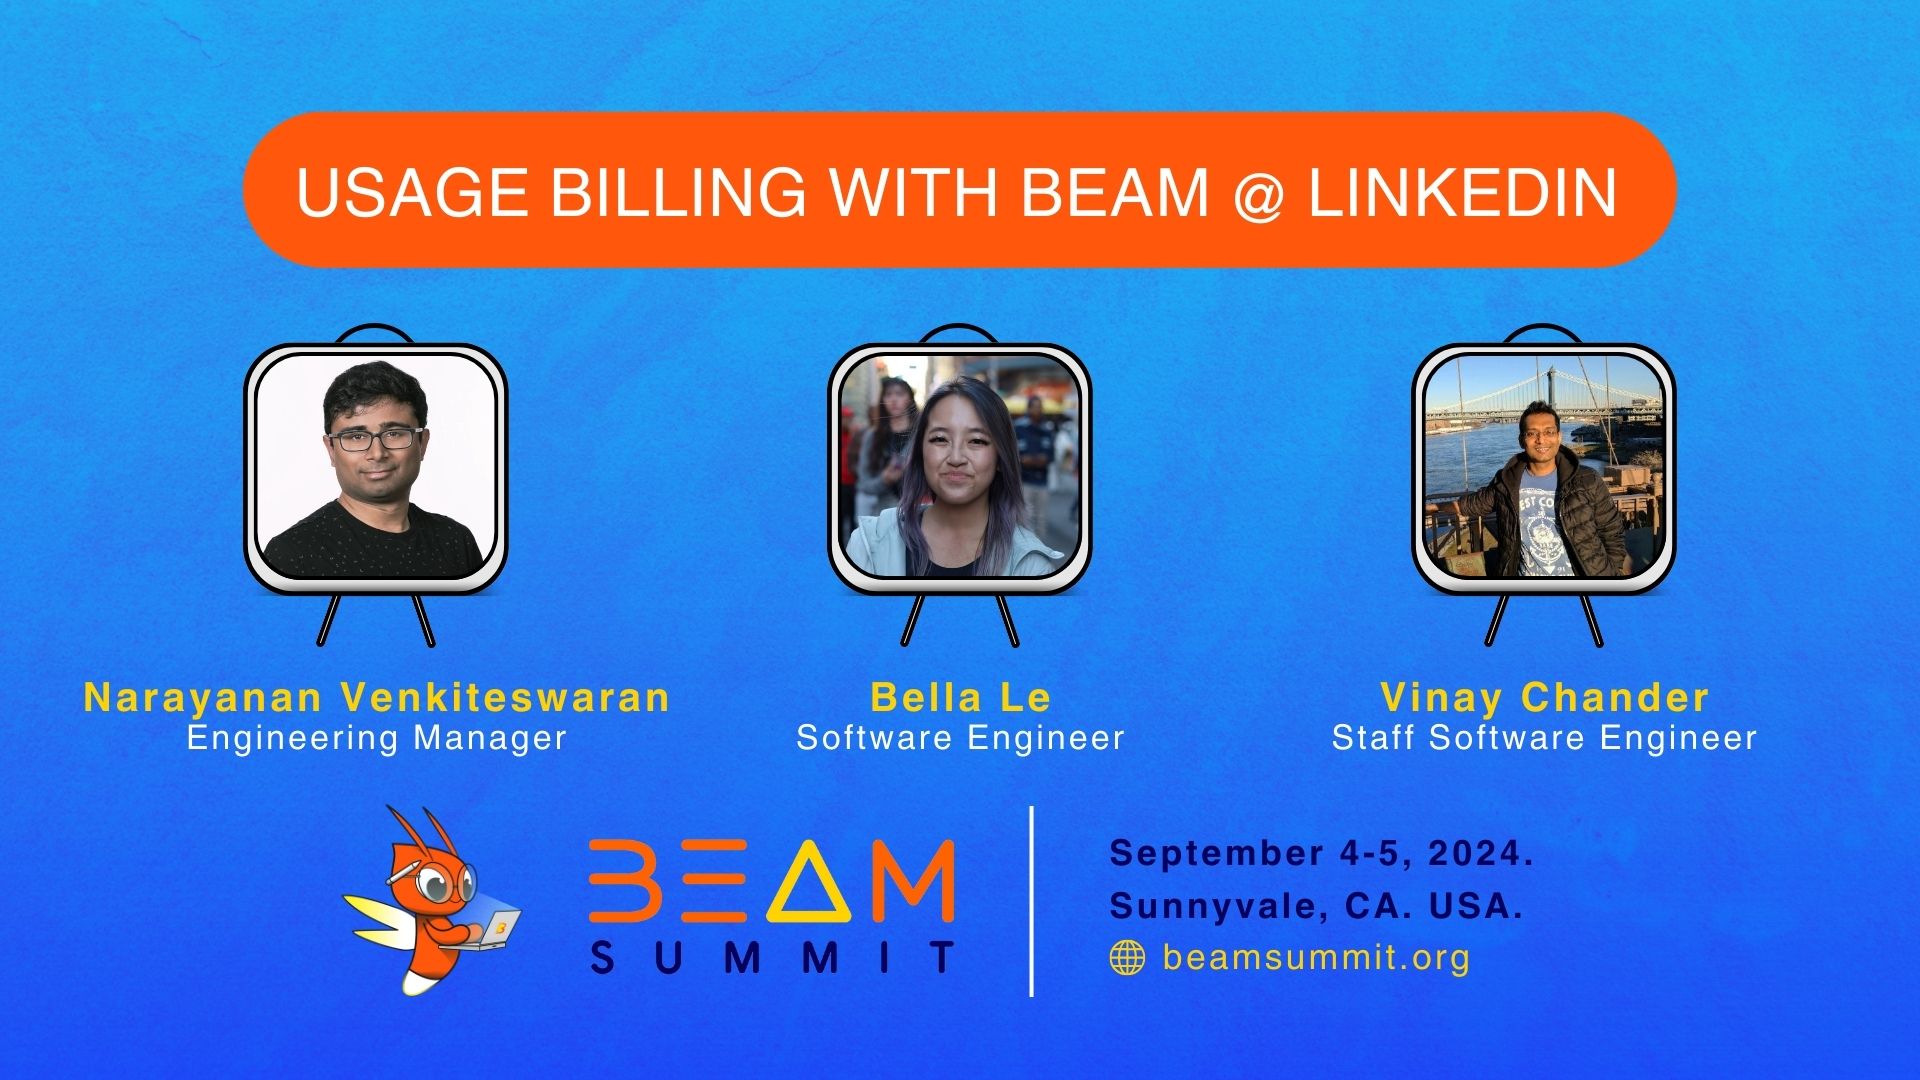 USAGE BILLING WITH BEAM @ LINKEDIN
Narayanan Venkiteswaran
Engineering Manager
Bella Le
Software Engineer
Vinay Chander
Staff Software Engineer
BEAM
SUMMIT
September 4-5, 2024.
Sunnyvale, CA. USA.
beamsummit.org